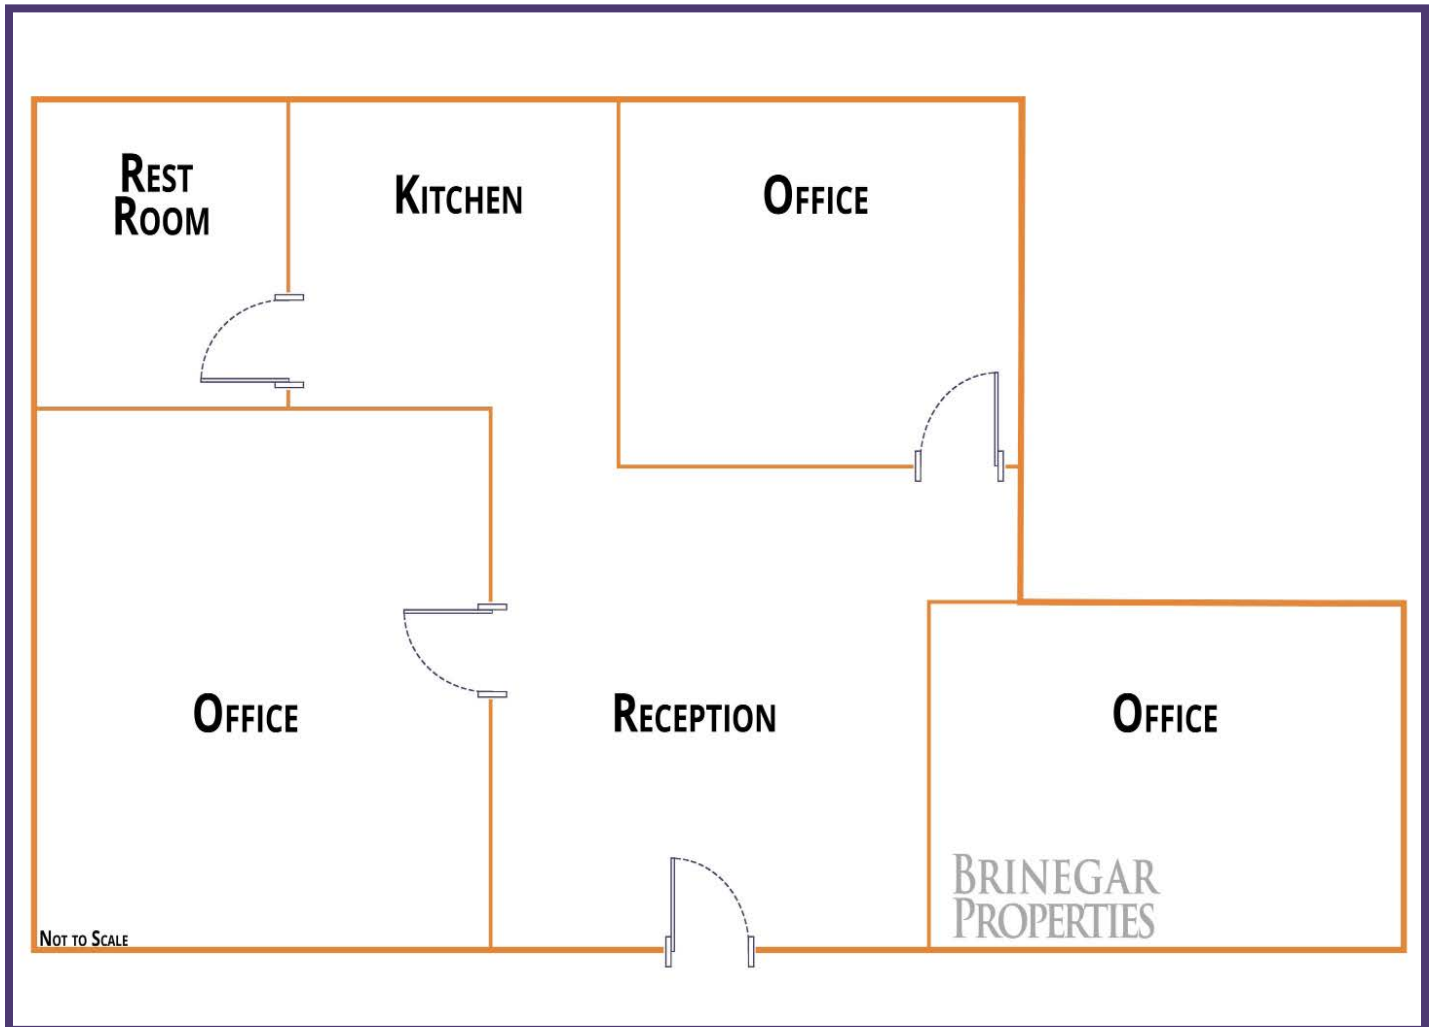 Rest
Room
Kitchen
Office
Office
Reception
Office
Brinegar
Properties
Not to Scale